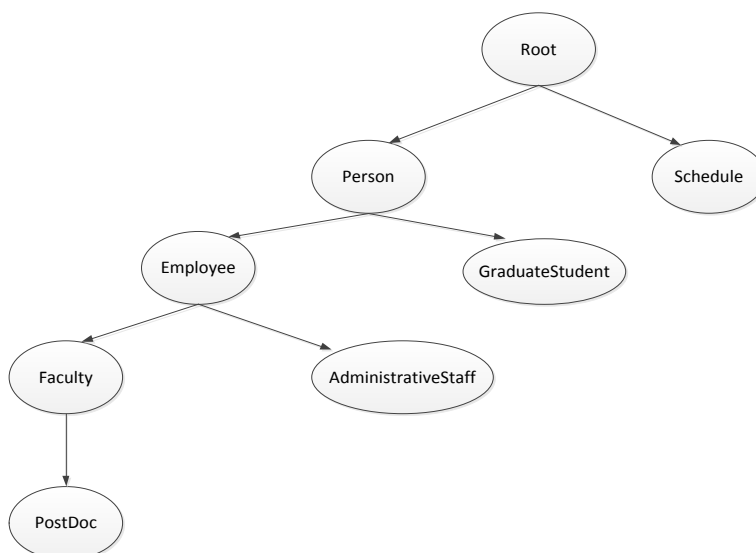 Root
Person
Schedule
Employee
GraduateStudent
Faculty
AdministrativeStaff
PostDoc